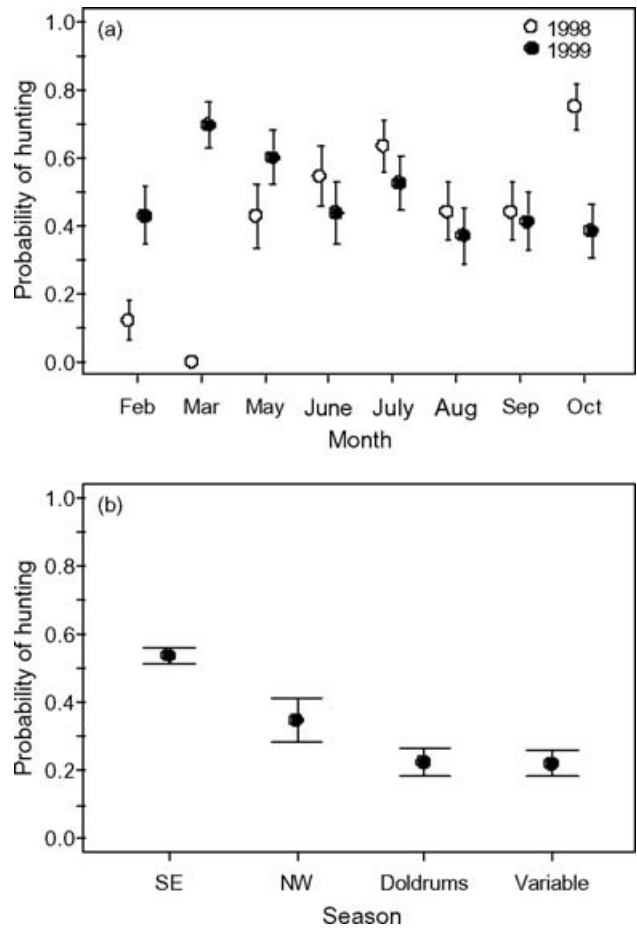 (a)
1998
1999
1.0
0.8
0.6
0.4
0.2
0.0
Probability of hunting
Feb Mar May June July Aug Sep Oct
Month
(b)
1.0
0.8
0.6
0.4
0.2
0.0
Probability of hunting
SE NW Doldrums Variable
Season